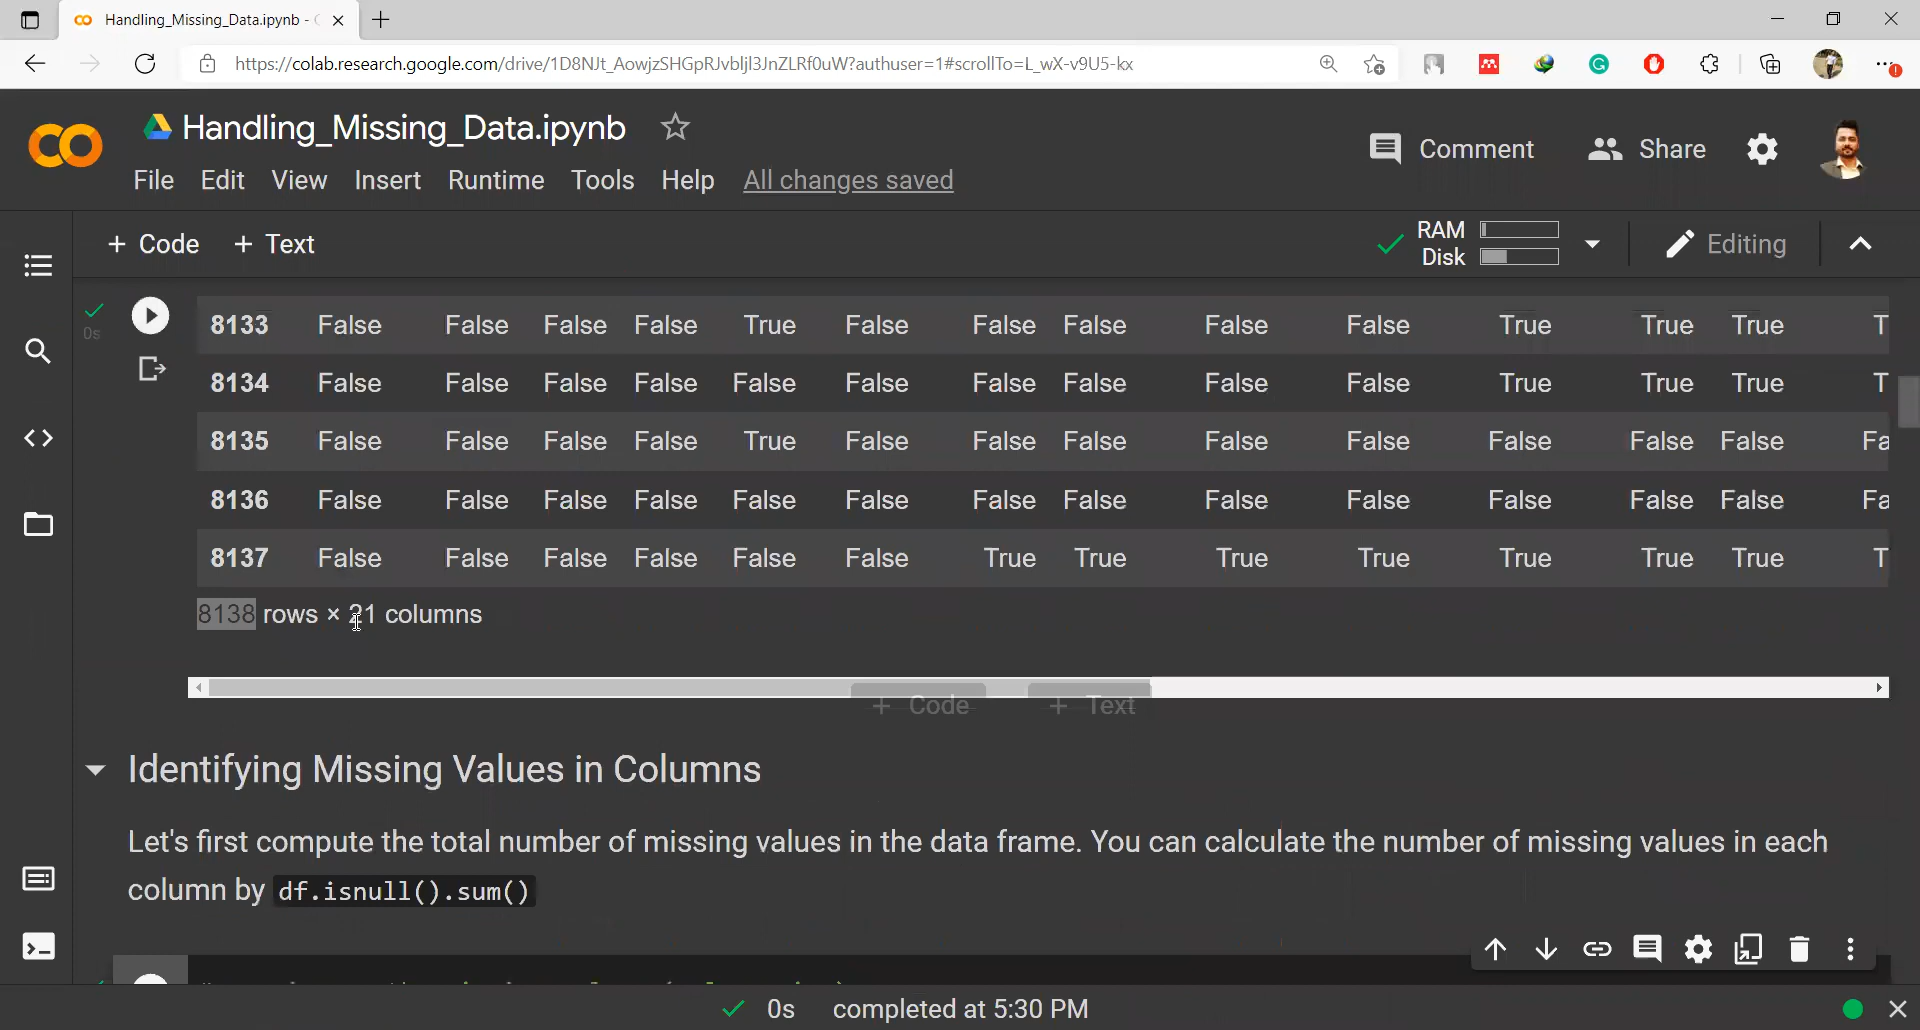 Handling_Missing_Data.ipynb - C
https://colab.research.google.com/drive/1D8NJt_AowjzSHGpRJvbljl3JnZLRf0uW?authuser=1#scrollTo=L_wX-v9U5-kx
Handling_Missing_Data.ipynb
Comment Share
File Edit View Insert Runtime Tools Help All changes saved
+ Code + Text RAM Disk Editing
0s
8133 False False False False True False False False False False True True True T
8134 False False False False False False False False False False True True True T
8135 False False False False True False False False False False False False False Fa
8136 False False False False False False False False False False False False False Fa
8137 False False False False False False True True True True True True True T
8138 rows × 21 columns
+ Code + Text
Identifying Missing Values in Columns
Let's first compute the total number of missing values in the data frame. You can calculate the number of missing values in each
column by df.isnull().sum()
0s completed at 5:30 PM